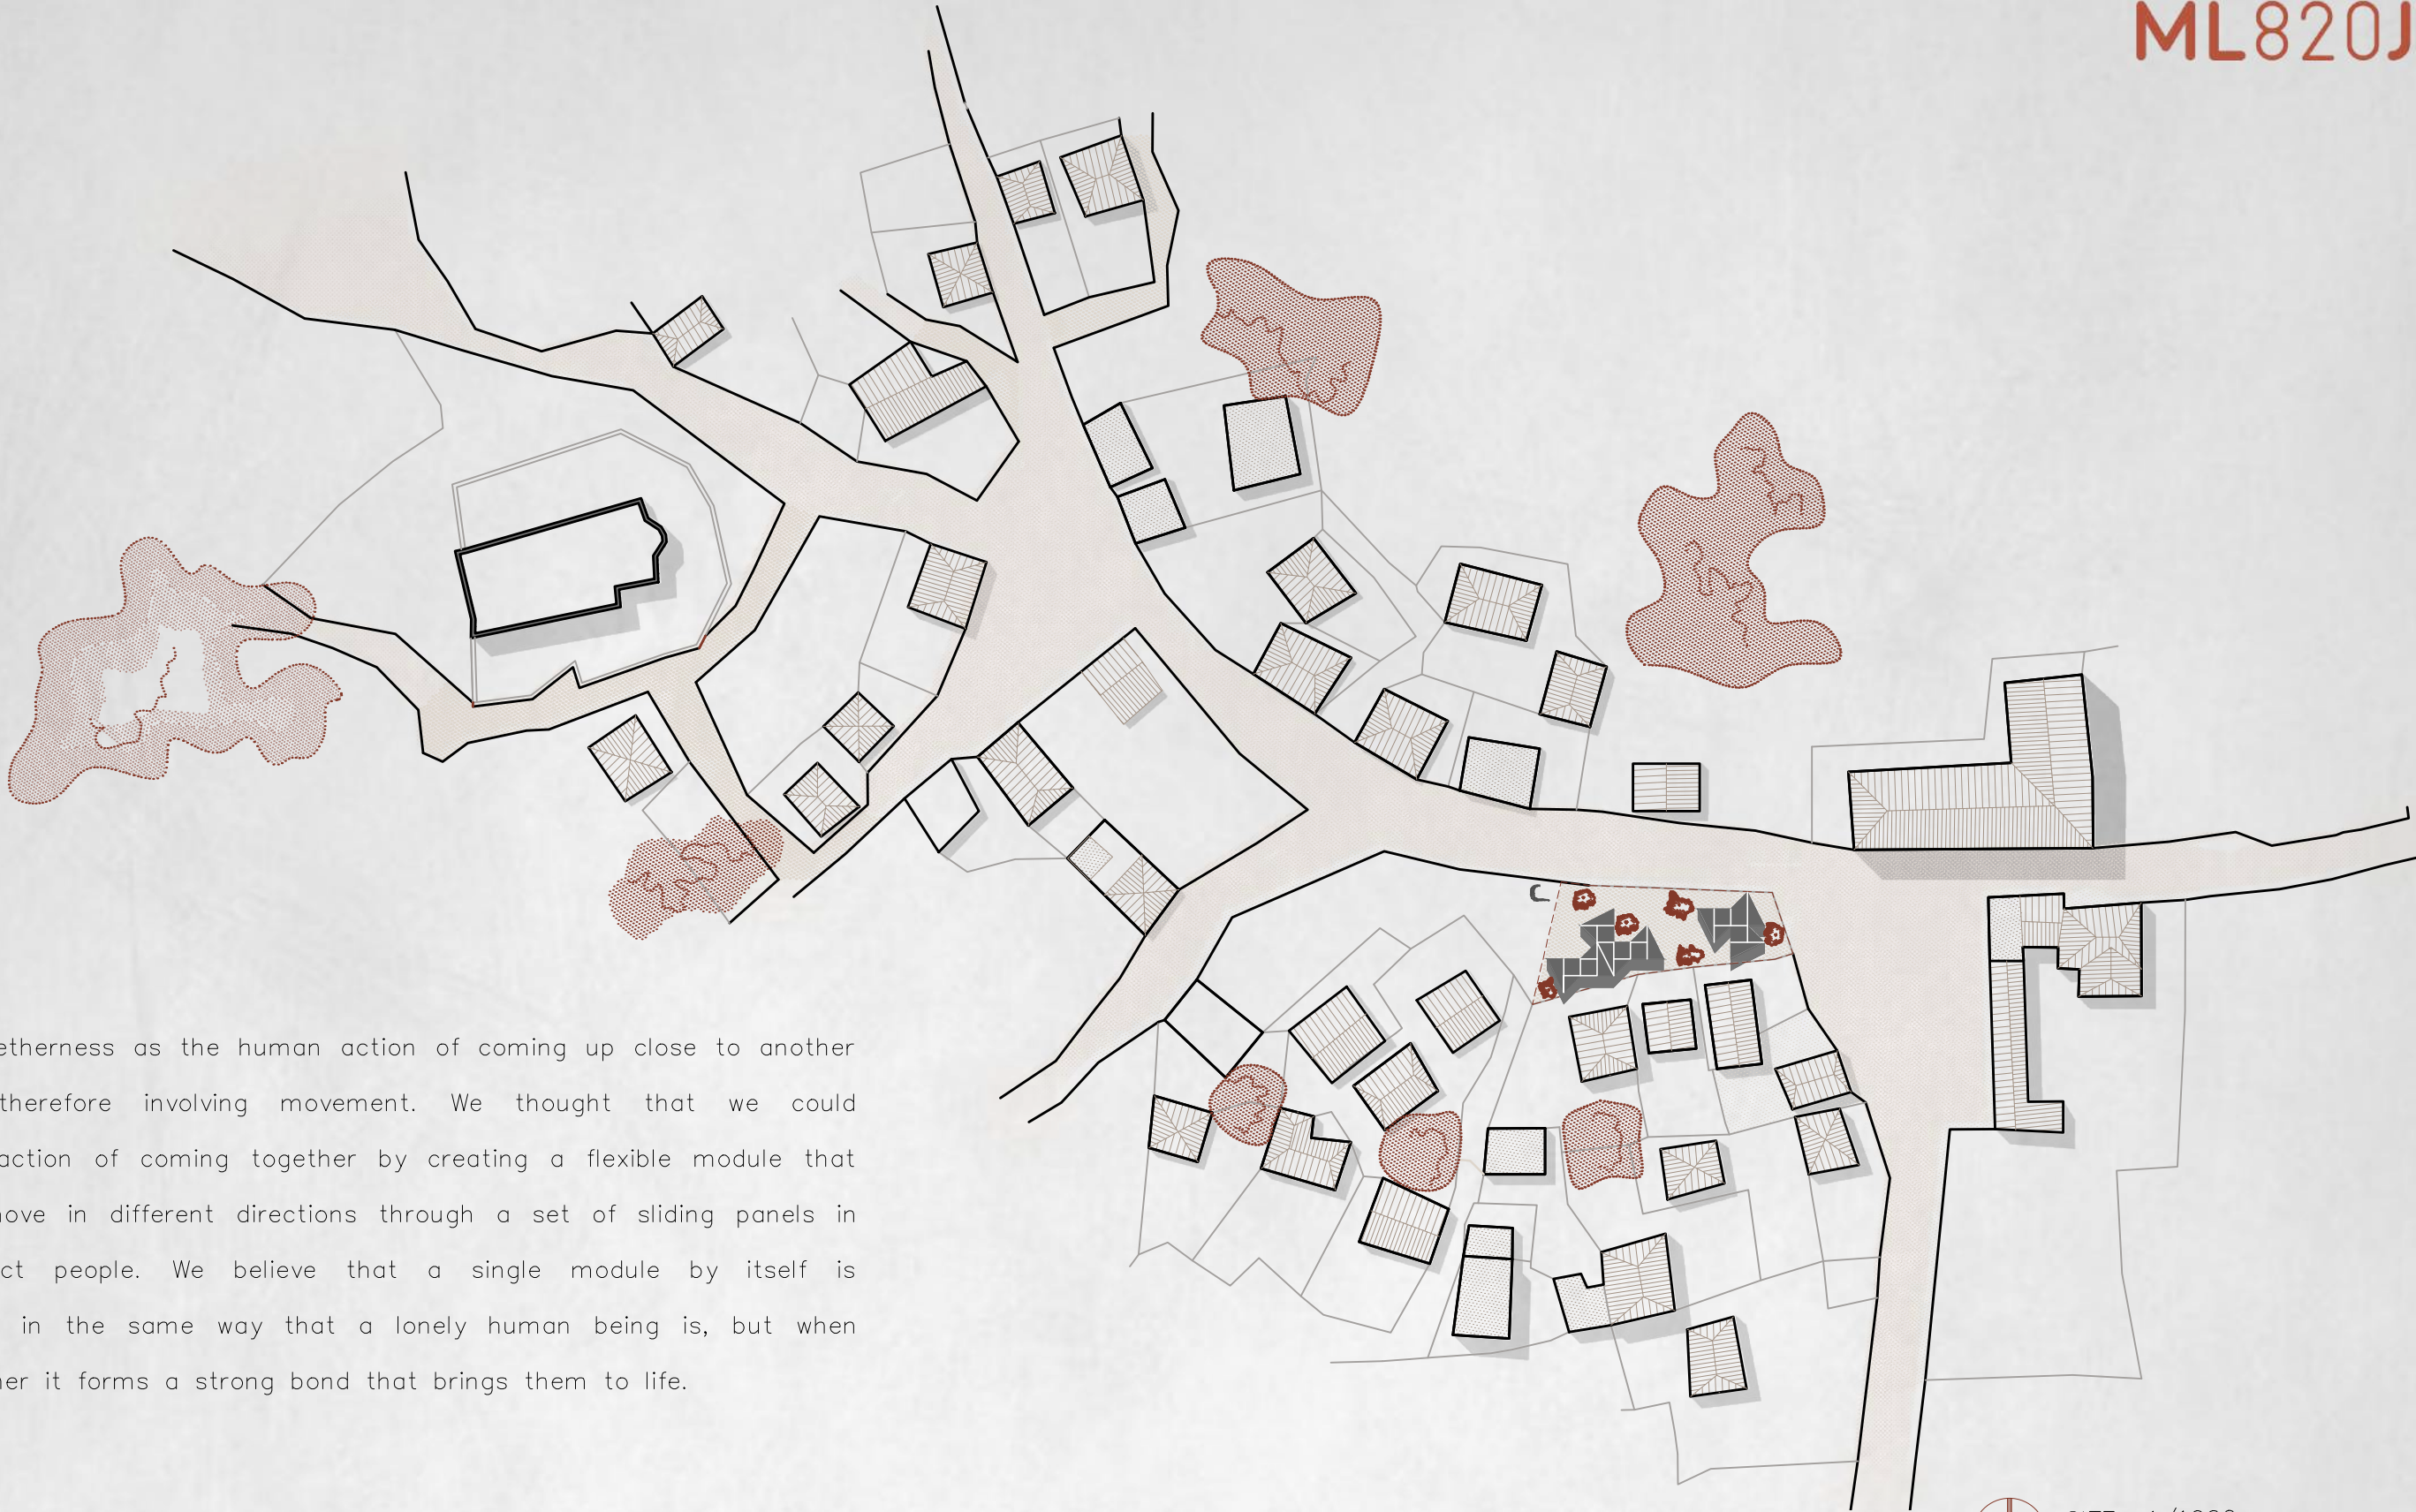 ML820J
etherness as the human action of coming up close to another
therefore involving movement. We thought that we could
action of coming together by creating a flexible module that
ove in different directions through a set of sliding panels in
ct people. We believe that a single module by itself is
in the same way that a lonely human being is, but when
er it forms a strong bond that brings them to life.